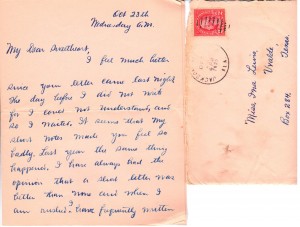 Oct 23th
Wednesday
My Dear Sweetheart,
I feel much better
since your letter came last night
The day before I did not wait
for I could not understand, and
so I waited. It seems that my
short notes made you feel so
badly. Last year the same thing
happened. I have always had the
opinion that a short letter was
better than none and when I
am rushed I have frequently written
Miss Ina Lewis
Uvalde
Box 284, Texas.